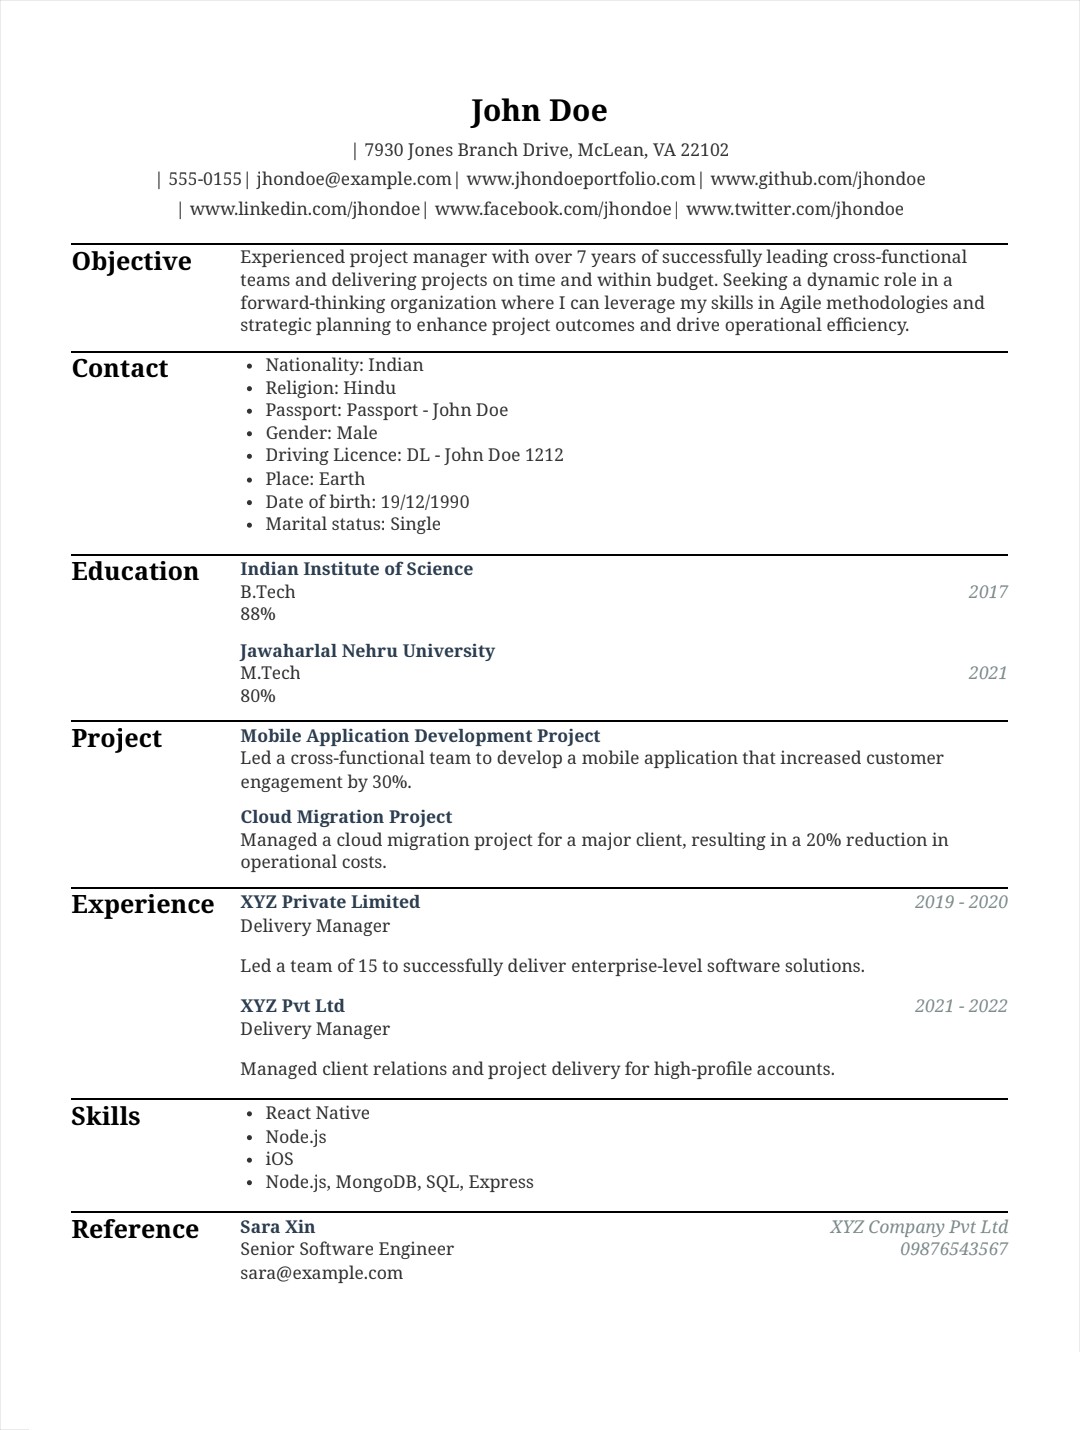 John Doe
| 7930 Jones Branch Drive, McLean, VA 22102
| 555-0155| jhondoe@example.com| www.jhondoeportfolio.com| www.github.com/jhondoe
| www.linkedin.com/jhondoe| www.facebook.com/jhondoe| www.twitter.com/jhondoe
Objective
Experienced project manager with over 7 years of successfully leading cross-functional
teams and delivering projects on time and within budget. Seeking a dynamic role in a
forward-thinking organization where I can leverage my skills in Agile methodologies and
strategic planning to enhance project outcomes and drive operational efficiency.
Contact
• Nationality: Indian
• Religion: Hindu
• Passport: Passport - John Doe
• Gender: Male
• Driving Licence: DL - John Doe 1212
• Place: Earth
• Date of birth: 19/12/1990
• Marital status: Single
Education
Indian Institute of Science
B.Tech 2017
88%
Jawaharlal Nehru University
M.Tech 2021
80%
Project
Mobile Application Development Project
Led a cross-functional team to develop a mobile application that increased customer
engagement by 30%.
Cloud Migration Project
Managed a cloud migration project for a major client, resulting in a 20% reduction in
operational costs.
Experience
XYZ Private Limited 2019 - 2020
Delivery Manager
Led a team of 15 to successfully deliver enterprise-level software solutions.
XYZ Pvt Ltd 2021 - 2022
Delivery Manager
Managed client relations and project delivery for high-profile accounts.
Skills
• React Native
• Node.js
• iOS
• Node.js, MongoDB, SQL, Express
Reference
Sara Xin XYZ Company Pvt Ltd
Senior Software Engineer 09876543567
sara@example.com